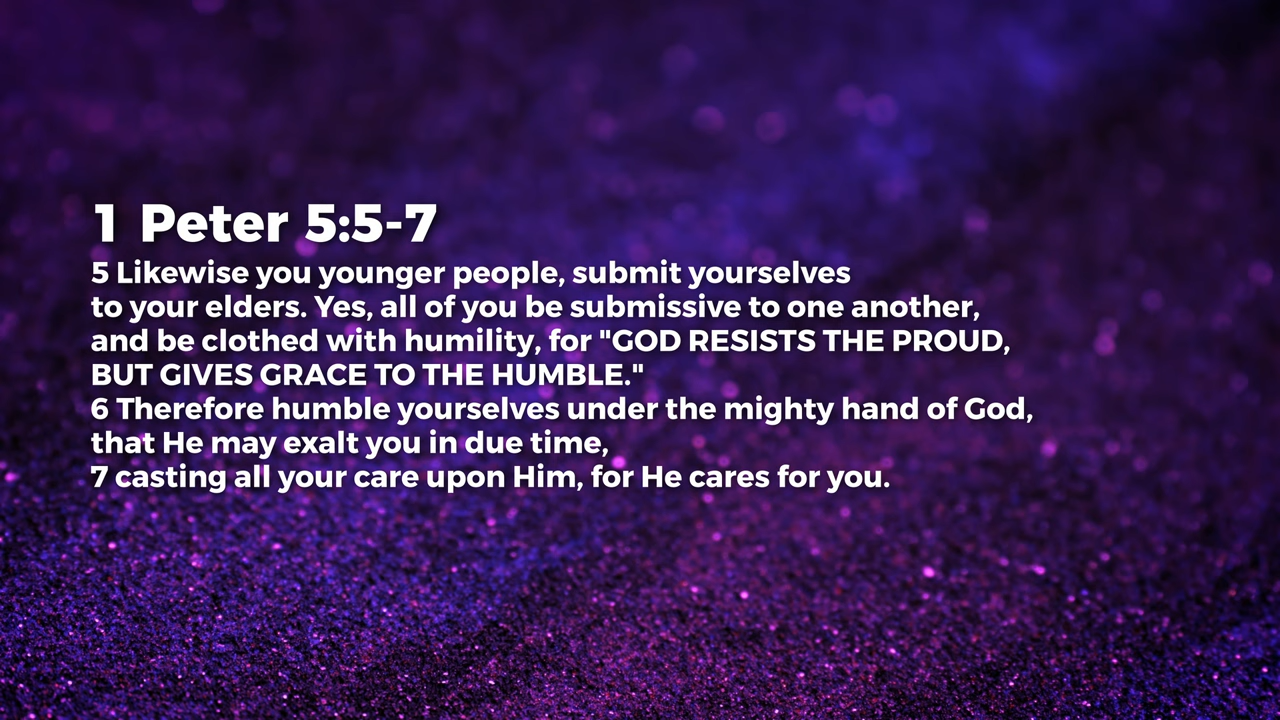 1 Peter 5:5-7
5 Likewise you younger people, submit yourselves
to your elders. Yes, all of you be submissive to one another,
and be clothed with humility, for "GOD RESISTS THE PROUD,
BUT GIVES GRACE TO THE HUMBLE."
6 Therefore humble yourselves under the mighty hand of God,
that He may exalt you in due time,
7 casting all your care upon Him, for He cares for you.